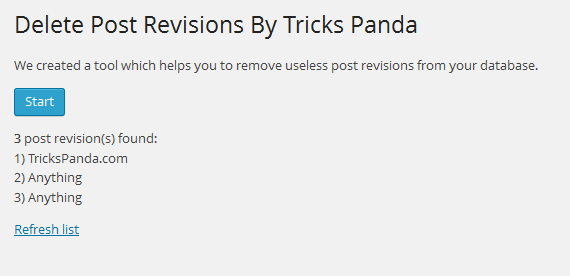 Delete Post Revisions By Tricks Panda
We created a tool which helps you to remove useless post revisions from your database.
Start
3 post revision(s) found:
1) TricksPanda.com
2) Anything
3) Anything
Refresh list